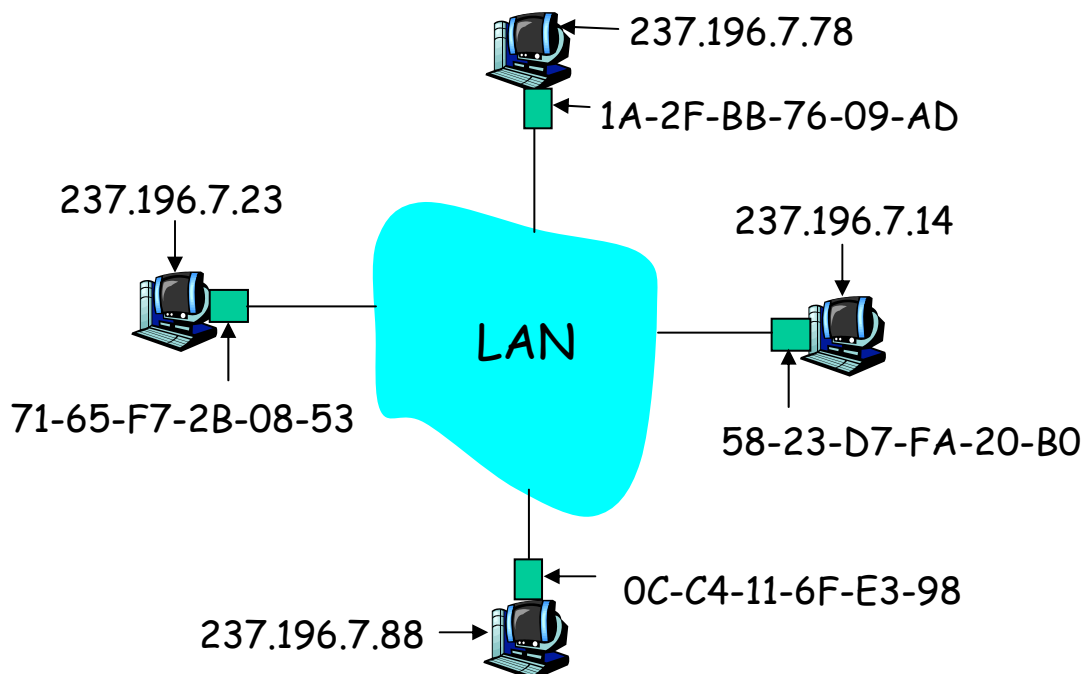 237.196.7.78
1A-2F-BB-76-09-AD
237.196.7.23
237.196.7.14
LAN
71-65-F7-2B-08-53
58-23-D7-FA-20-B0
0C-C4-11-6F-E3-98
237.196.7.88